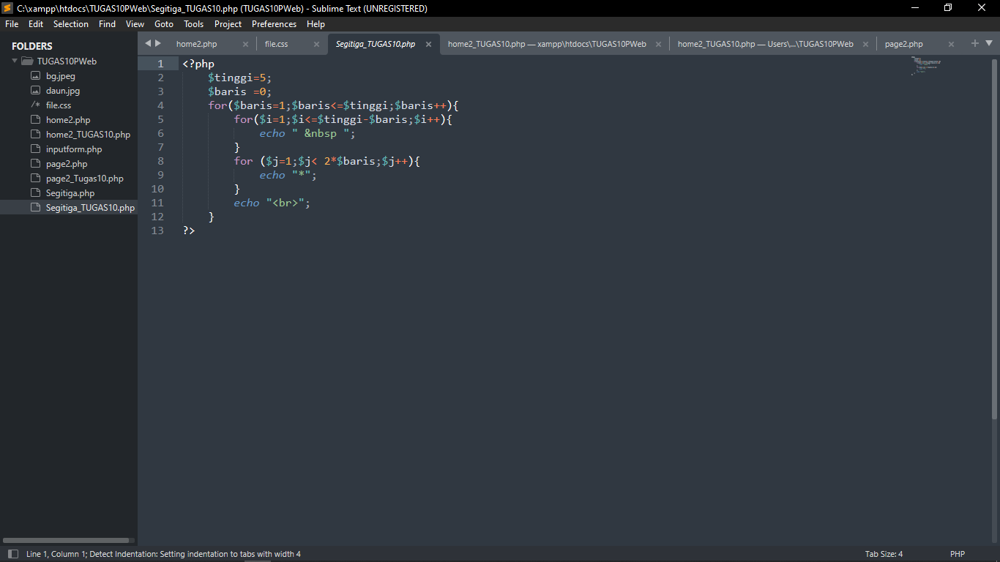 C:\xampp\htdocs\TUGAS10PWeb\Segitiga_TUGAS10.php (TUGAS10PWeb) - Sublime Text (UNREGISTERED)
File Edit Selection Find View Goto Tools Project Preferences Help
FOLDERS
TUGAS10PWeb
bg.jpeg
daun.jpg
/* file.css
home2.php
home2_TUGAS10.php
inputform.php
page2.php
page2_Tugas10.php
Segitiga.php
Segitiga_TUGAS10.php
home2.php file.css Segitiga_TUGAS10.php home2_TUGAS10.php — xampp\htdocs\TUGAS10PWeb home2_TUGAS10.php — Users\...\TUGAS10PWeb page2.php
1 <?php
2     $tinggi=5;
3     $baris =0;
4     for($baris=1;$baris<=$tinggi;$baris++){
5         for($i=1;$i<=$tinggi-$baris;$i++){
6             echo " &nbsp ";
7         }
8         for ($j=1;$j< 2*$baris;$j++){
9             echo "*";
10         }
11         echo "<br>";
12     }
13 ?>
Line 1, Column 1; Detect Indentation: Setting indentation to tabs with width 4 Tab Size: 4 PHP